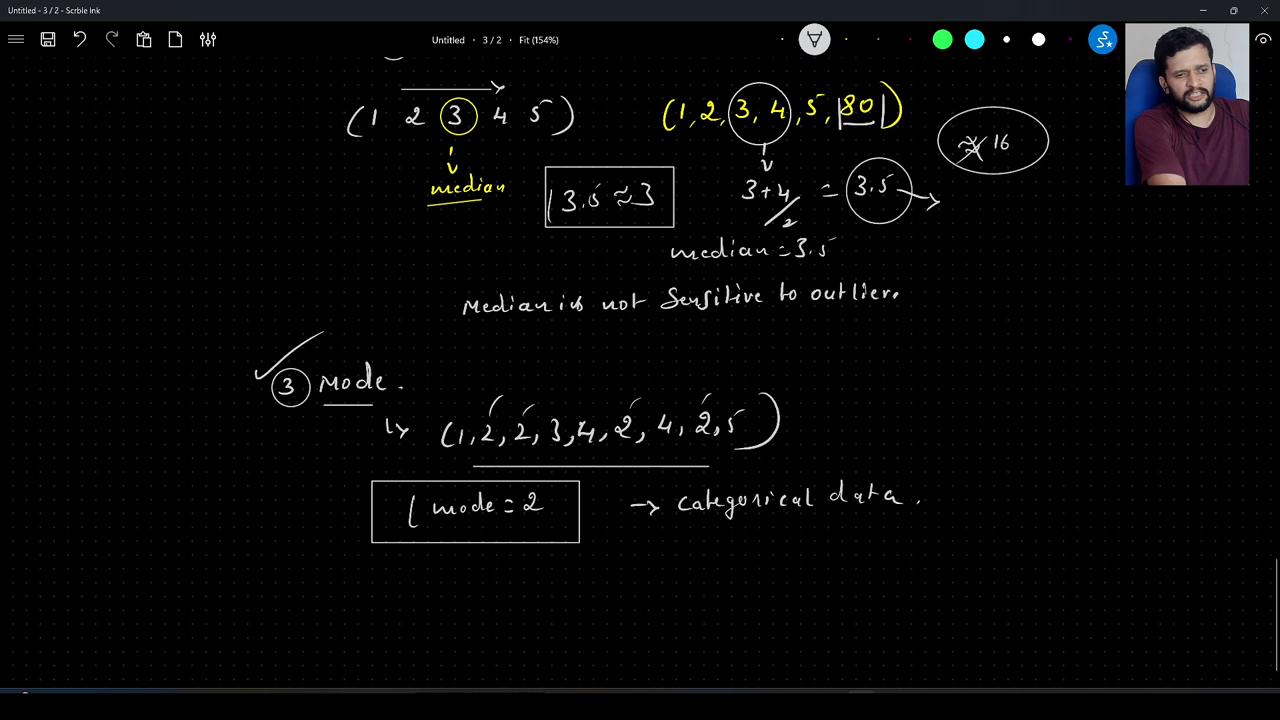 Untitled - 3 / 2 - Scrble Ink
Untitled • 3 / 2 • Fit (154%)
(1 2 3 4 5)
(1, 2, 3, 4, 5, |80|)
≈ 16
median
3.5 ≈ 3
3+4/2 = 3.5
median = 3.5
Median is not Sensitive to outlier.
3 Mode.
(1, 2, 2, 3, 4, 2, 4, 2, 5)
mode = 2
→ categorical data.